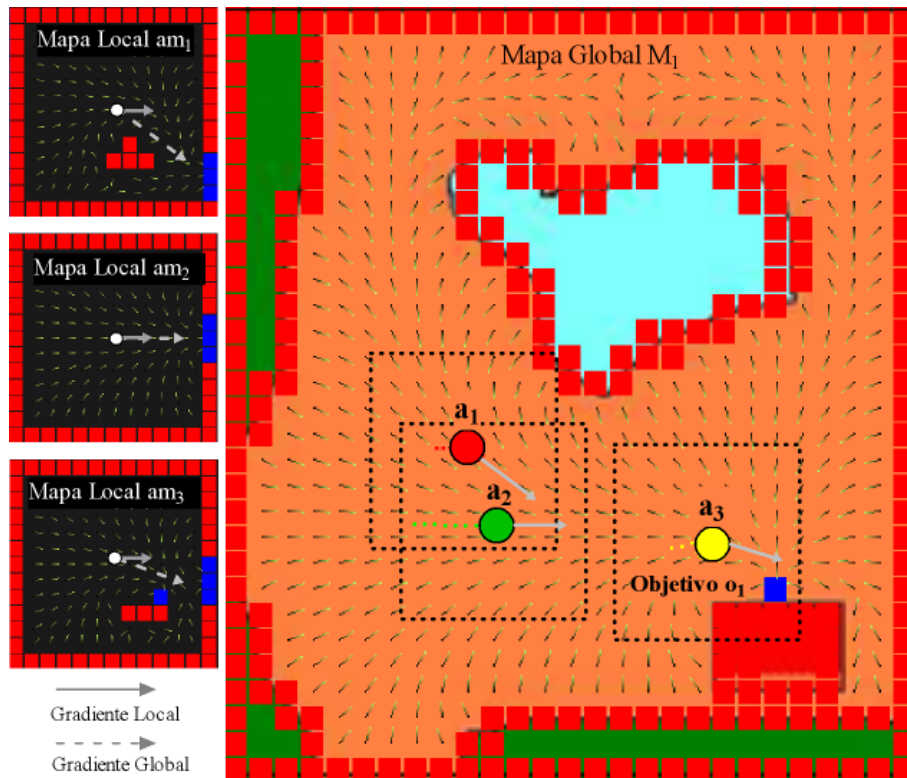 Mapa Local am1
Mapa Local am2
Mapa Local am3
Gradiente Local
Gradiente Global
Mapa Global M1
a1
a2
a3
Objetivo o1